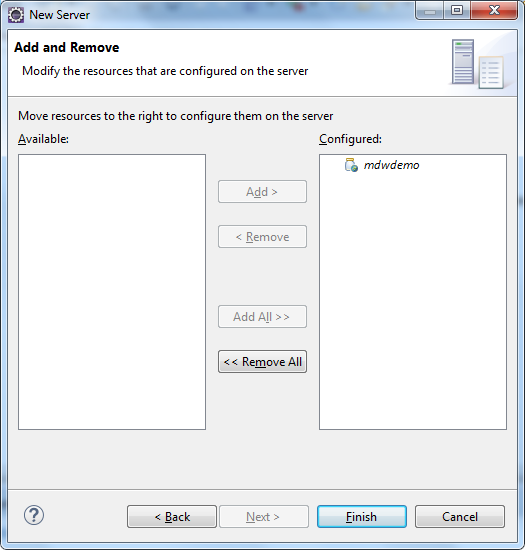 New Server
Add and Remove
Modify the resources that are configured on the server
Move resources to the right to configure them on the server
Available:
Configured:
mdwdemo
Add >
< Remove
Add All >>
<< Remove All
?
< Back
Next >
Finish
Cancel